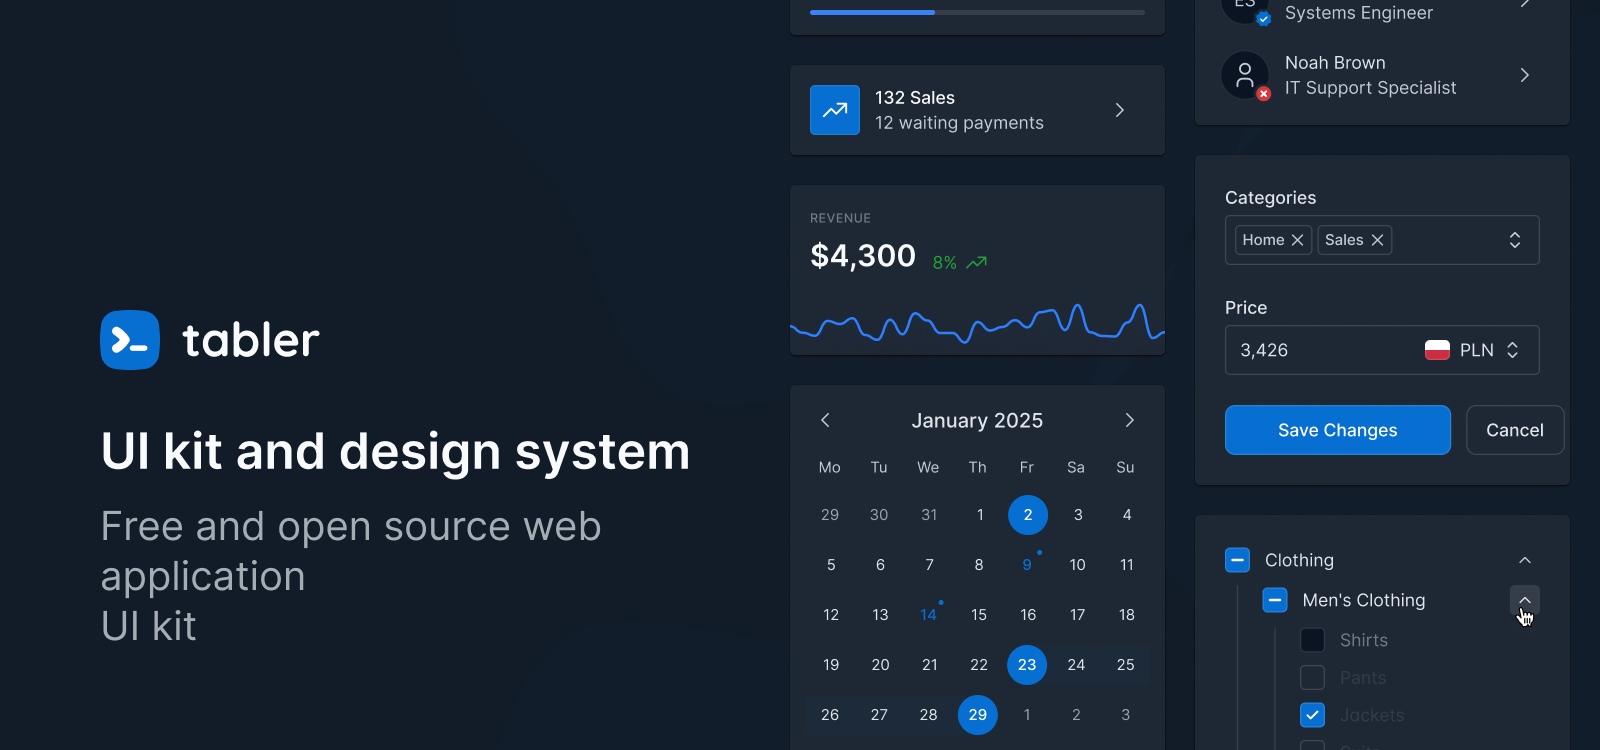 tabler
UI kit and design system
Free and open source web
application
UI kit
132 Sales
12 waiting payments
REVENUE
$4,300 8%
January 2025
Mo Tu We Th Fr Sa Su
29 30 31 1 2 3 4
5 6 7 8 9 10 11
12 13 14 15 16 17 18
19 20 21 22 23 24 25
26 27 28 29 1 2 3
ES
Systems Engineer
Noah Brown
IT Support Specialist
Categories
Home Sales
Price
3,426 PLN
Save Changes Cancel
Clothing
Men's Clothing
Shirts
Pants
Jackets